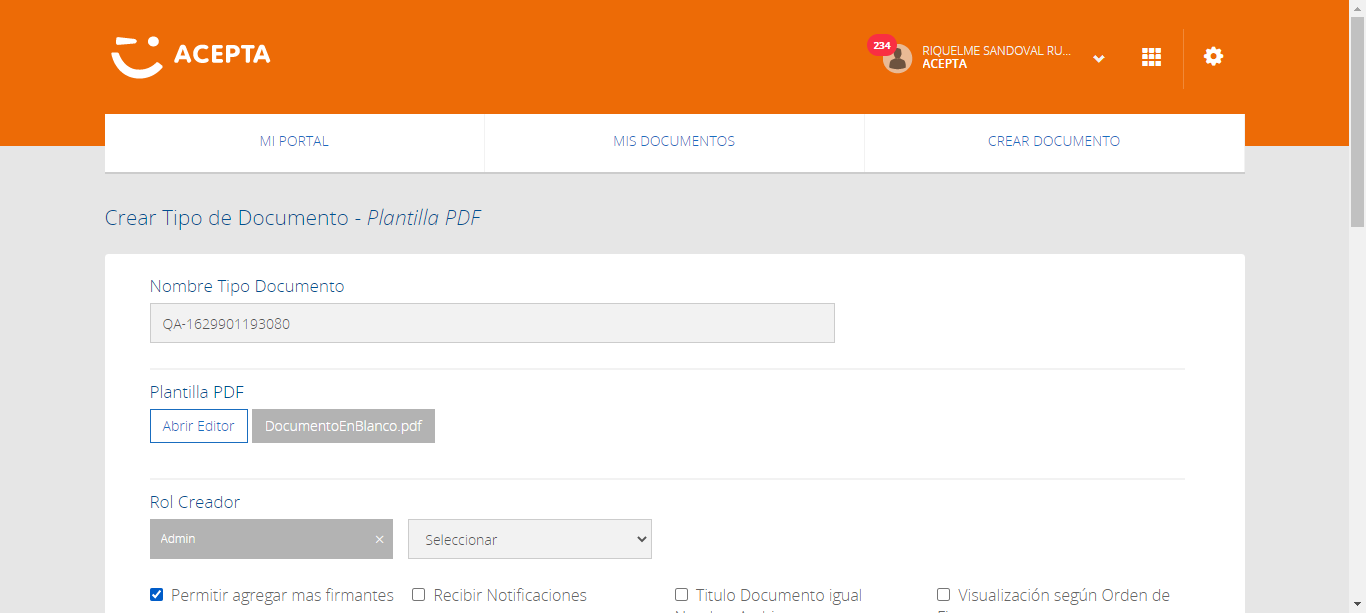 ACEPTA
234
RIQUELME SANDOVAL RU...
ACEPTA
MI PORTAL
MIS DOCUMENTOS
CREAR DOCUMENTO
Crear Tipo de Documento - Plantilla PDF
Nombre Tipo Documento
QA-1629901193080
Plantilla PDF
Abrir Editor
DocumentoEnBlanco.pdf
Rol Creador
Admin ×
Seleccionar
Permitir agregar mas firmantes
Recibir Notificaciones
Titulo Documento igual
Visualización según Orden de